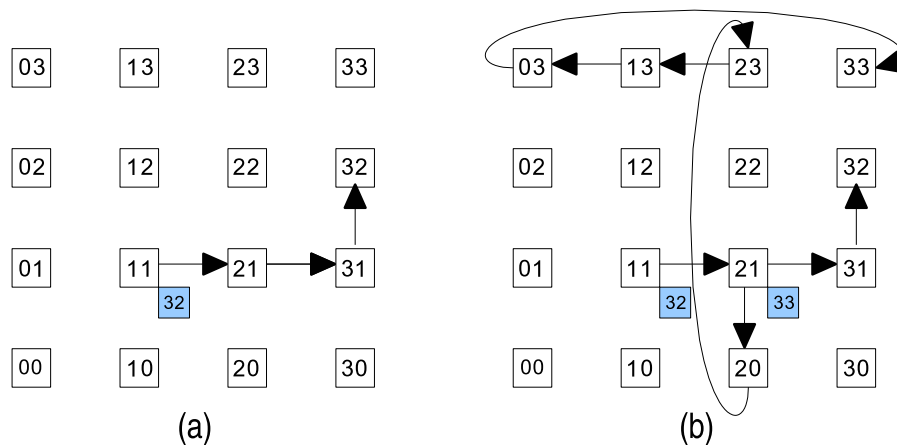 03 13 23 33 03 13 23 33
02 12 22 32 02 12 22 32
01 11 21 31 01 11 21 31
32 32 33
00 10 20 30 00 10 20 30
(a) (b)